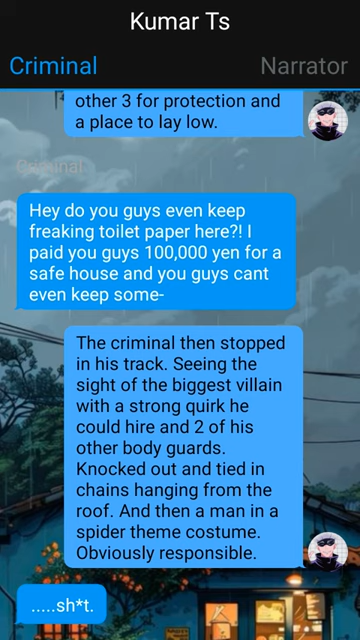 Kumar Ts
Criminal
Narrator
other 3 for protection and
a place to lay low.
Criminal
Hey do you guys even keep
freaking toilet paper here?! I
paid you guys 100,000 yen for a
safe house and you guys cant
even keep some-
The criminal then stopped
in his track. Seeing the
sight of the biggest villain
with a strong quirk he
could hire and 2 of his
other body guards.
Knocked out and tied in
chains hanging from the
roof. And then a man in a
spider theme costume.
Obviously responsible.
.....sh*t.